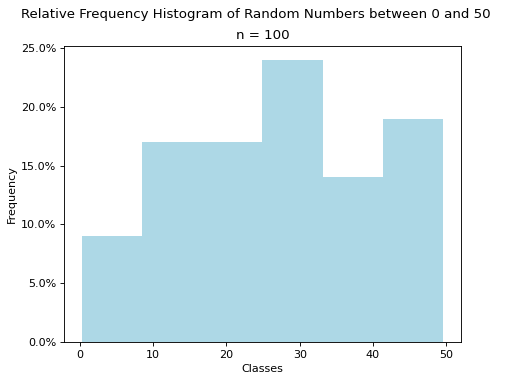 Relative Frequency Histogram of Random Numbers between 0 and 50
n = 100
25.0%
20.0%
15.0%
10.0%
5.0%
0.0%
Frequency
0 10 20 30 40 50
Classes